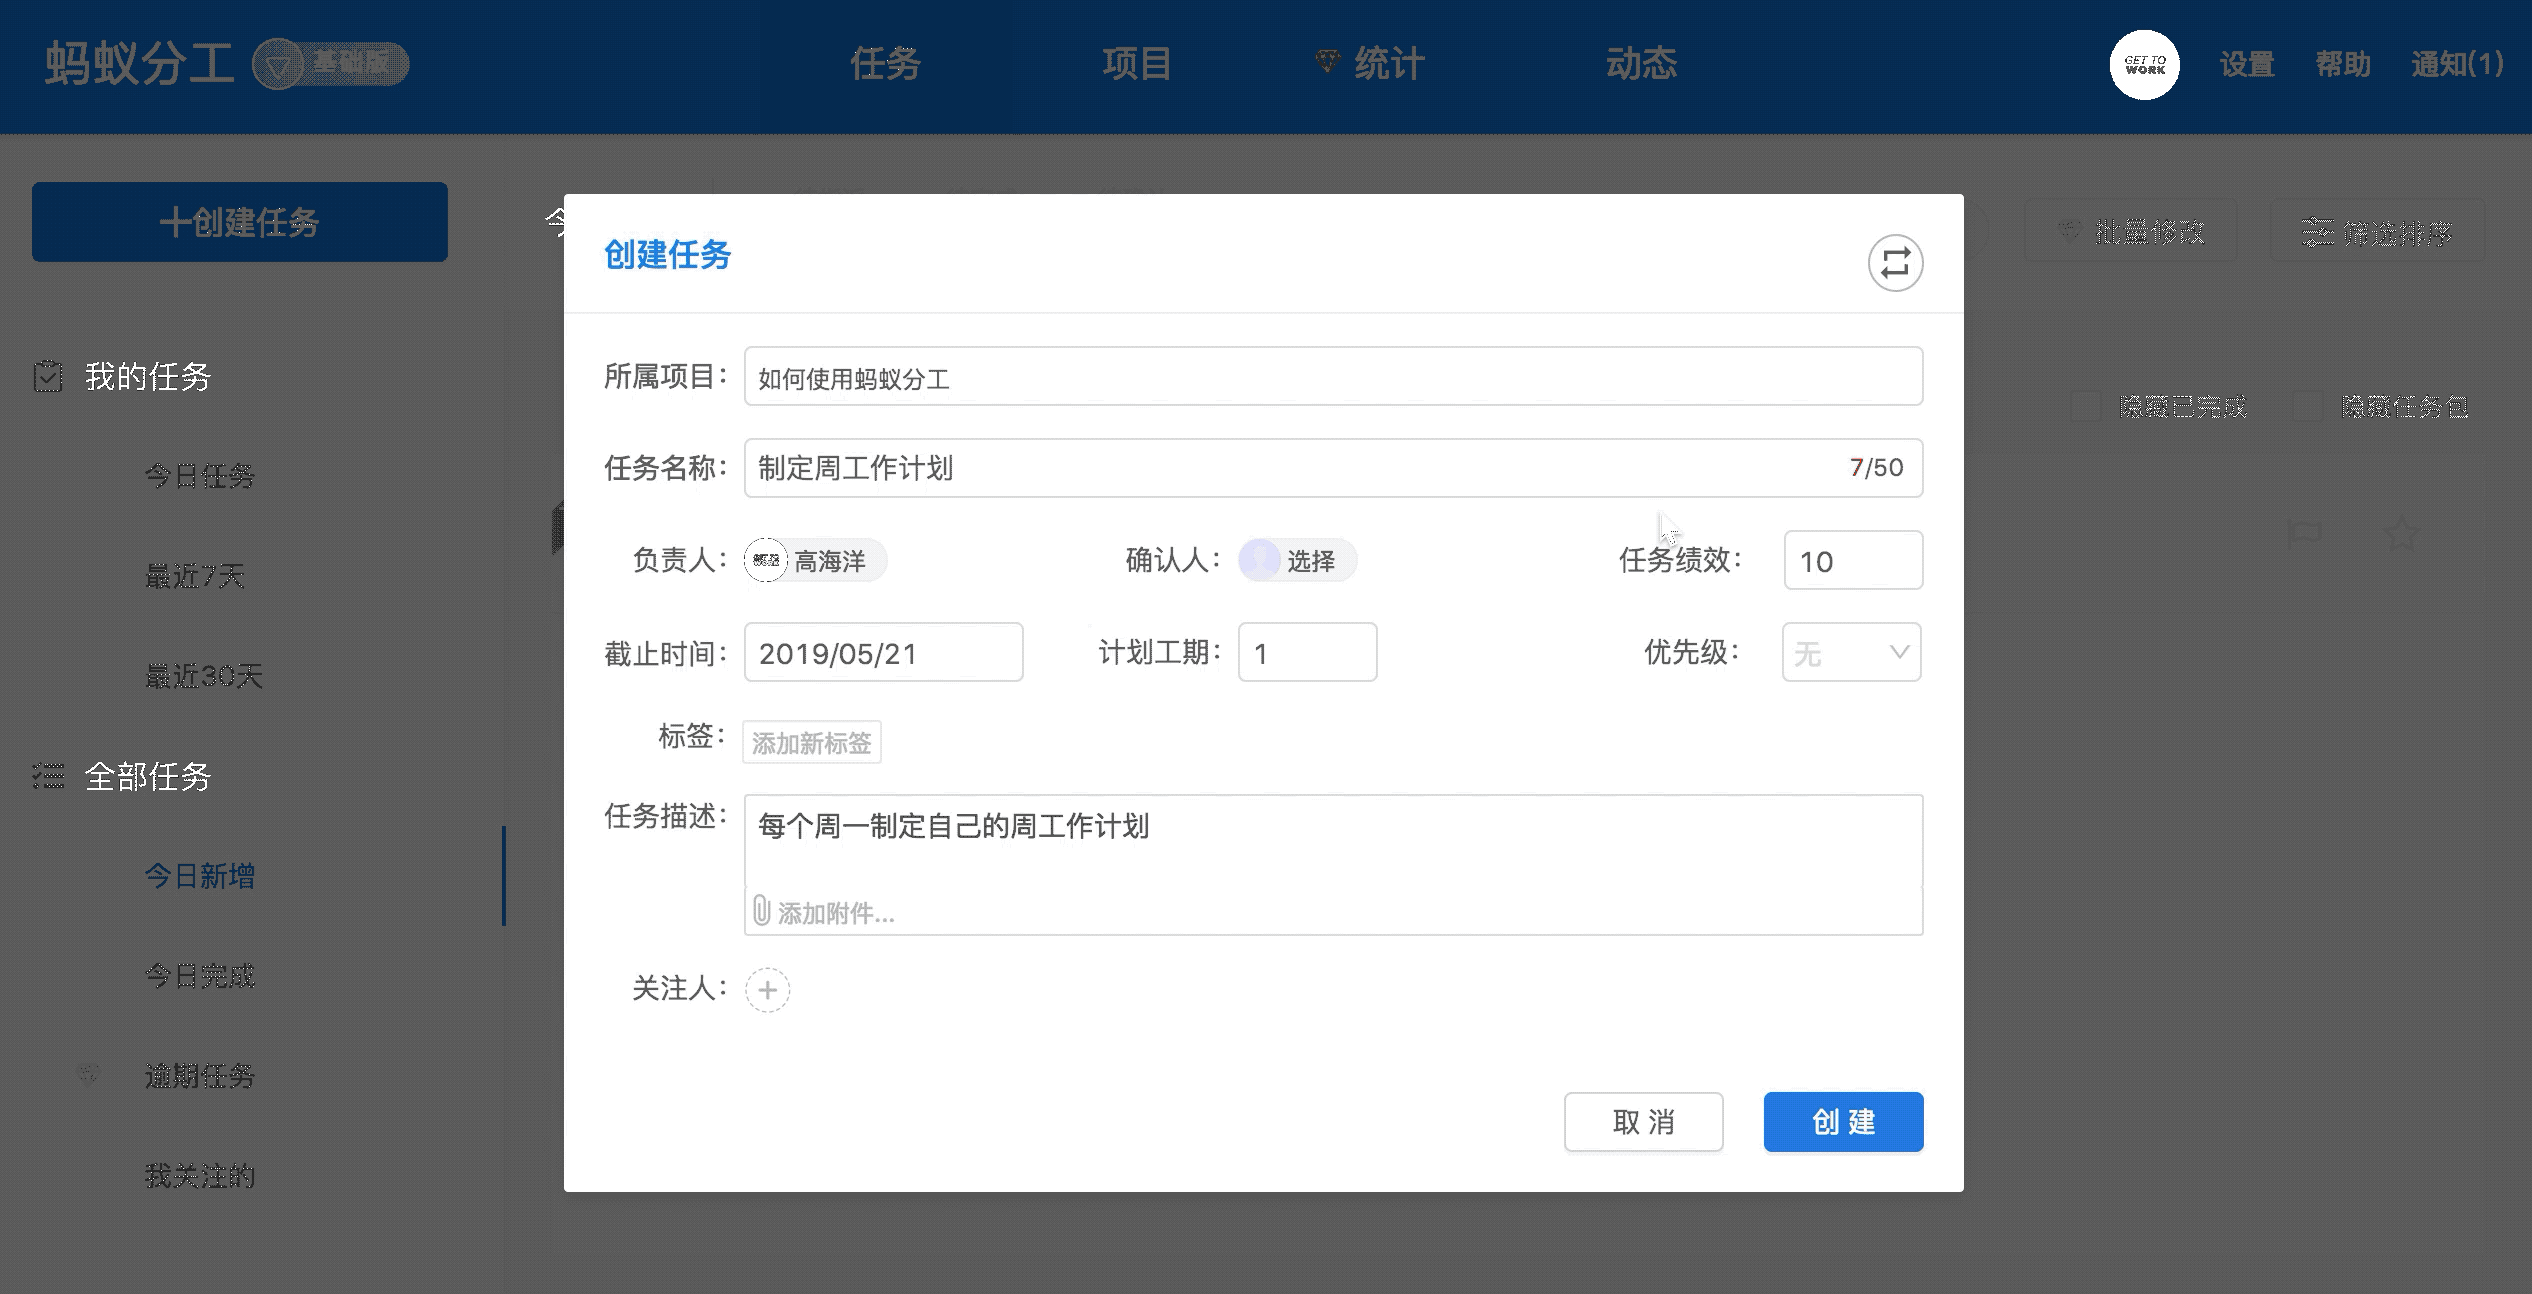 蚂蚁分工 基础版 任务 项目 统计 动态 GET TO WORK 设置 帮助 通知(1)
十创建任务
今
批量修改 筛选排序
创建任务
我的任务
所属项目： 如何使用蚂蚁分工
隐藏已完成 隐藏任务包
今日任务
任务名称： 制定周工作计划 7/50
最近7天
负责人： 高海洋 确认人： 选择 任务绩效： 10
最近30天
截止时间： 2019/05/21 计划工期： 1 优先级： 无
全部任务
标签： 添加新标签
任务描述： 每个周一制定自己的周工作计划
今日新增
添加附件...
今日完成
关注人：
逾期任务
取 消 创 建
我关注的